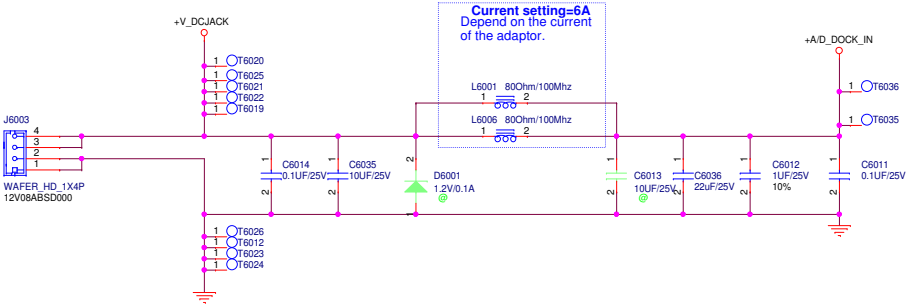 Current setting=6A
Depend on the current
of the adaptor.
+V_DCJACK
+A/D_DOCK_IN
1 T6020
1 T6025
1 T6021
1 T6022
1 T6019
L6001 80Ohm/100Mhz
1 2
L6006 80Ohm/100Mhz
1 2
1 T6036
1 T6035
J6003
4
3
2
1
WAFER_HD_1X4P
12V08ABSD000
1
C6014
0.1UF/25V
2
1
C6035
10UF/25V
2
2
D6001
1.2V/0.1A
@
1
1
C6013
10UF/25V
@
2
1
C6036
22uF/25V
2
1
C6012
1UF/25V
10%
2
1
C6011
0.1UF/25V
2
1 T6026
1 T6012
1 T6023
1 T6024